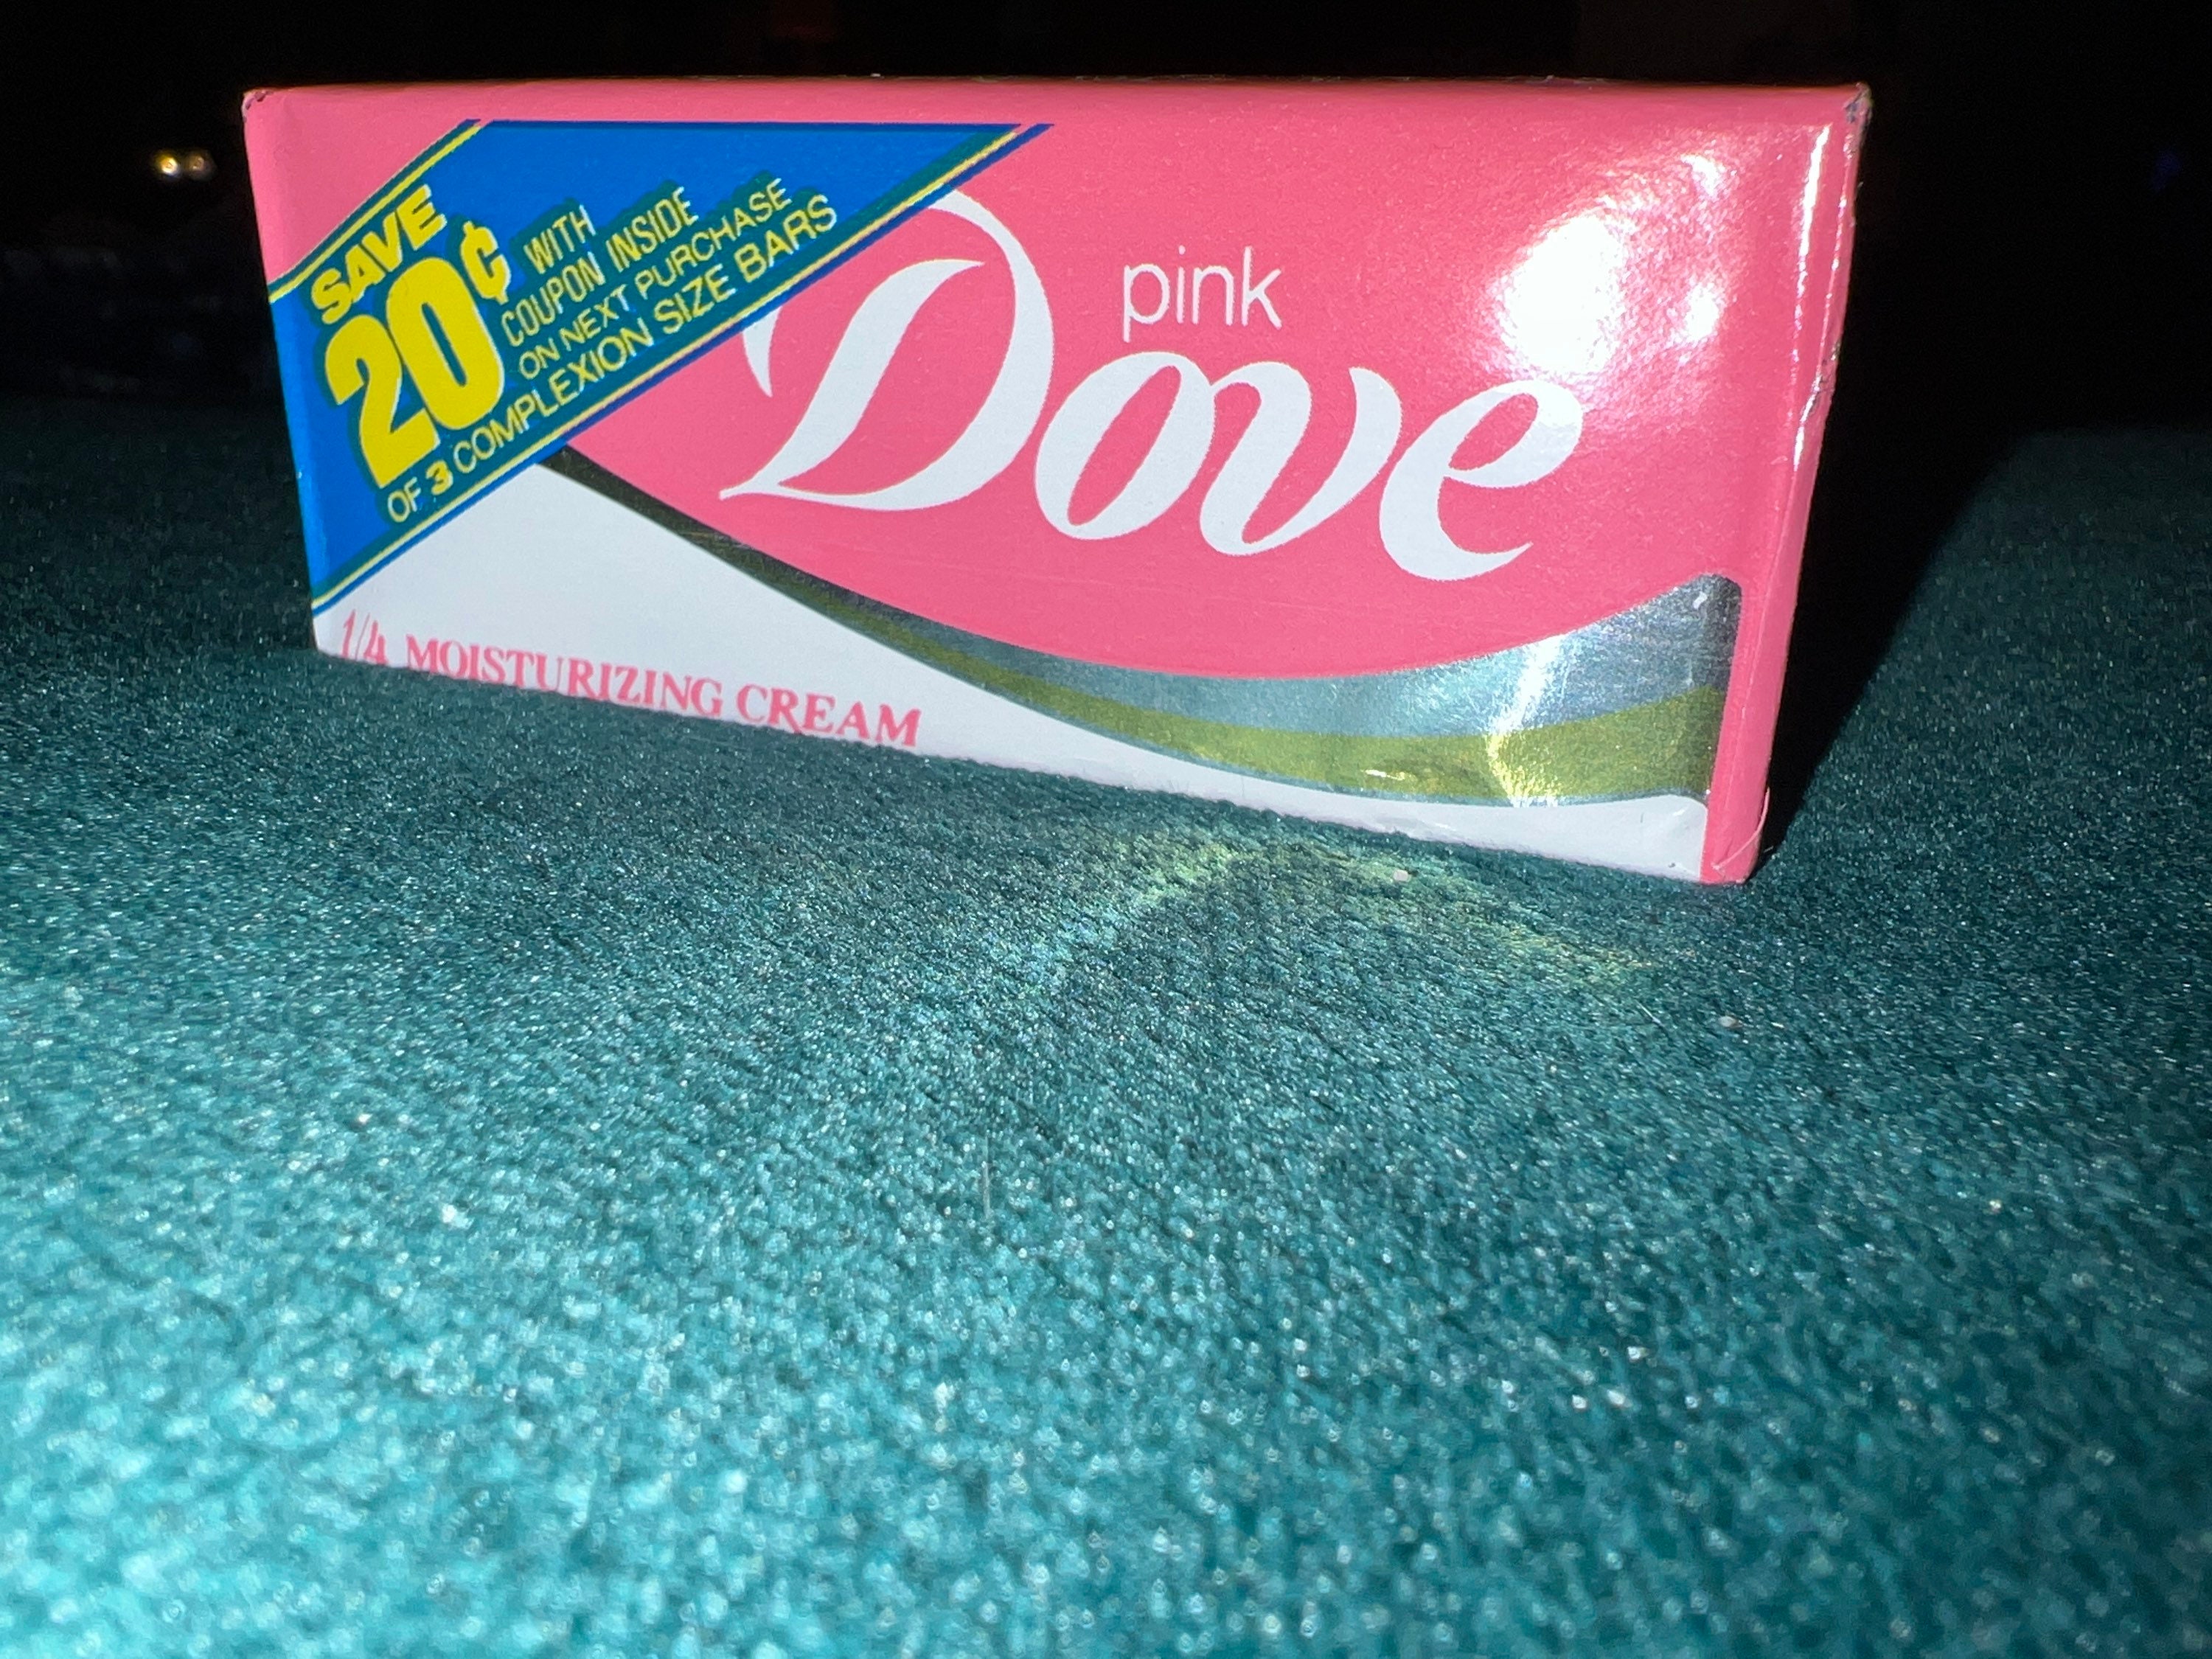 SAVE
20¢
WITH
COUPON INSIDE
ON NEXT PURCHASE
OF 3 COMPLEXION SIZE BARS
pink
Dove
1/4 MOISTURIZING CREAM